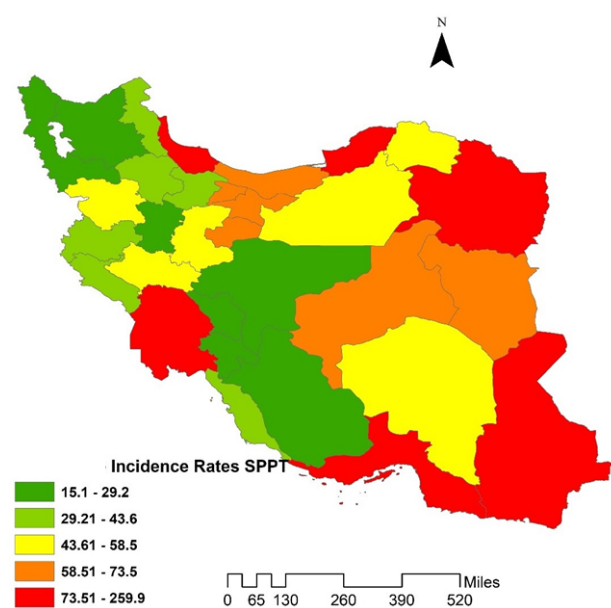 N
Incidence Rates SPPT
15.1 - 29.2
29.21 - 43.6
43.61 - 58.5
58.51 - 73.5
73.51 - 259.9
Miles
0 65 130 260 390 520